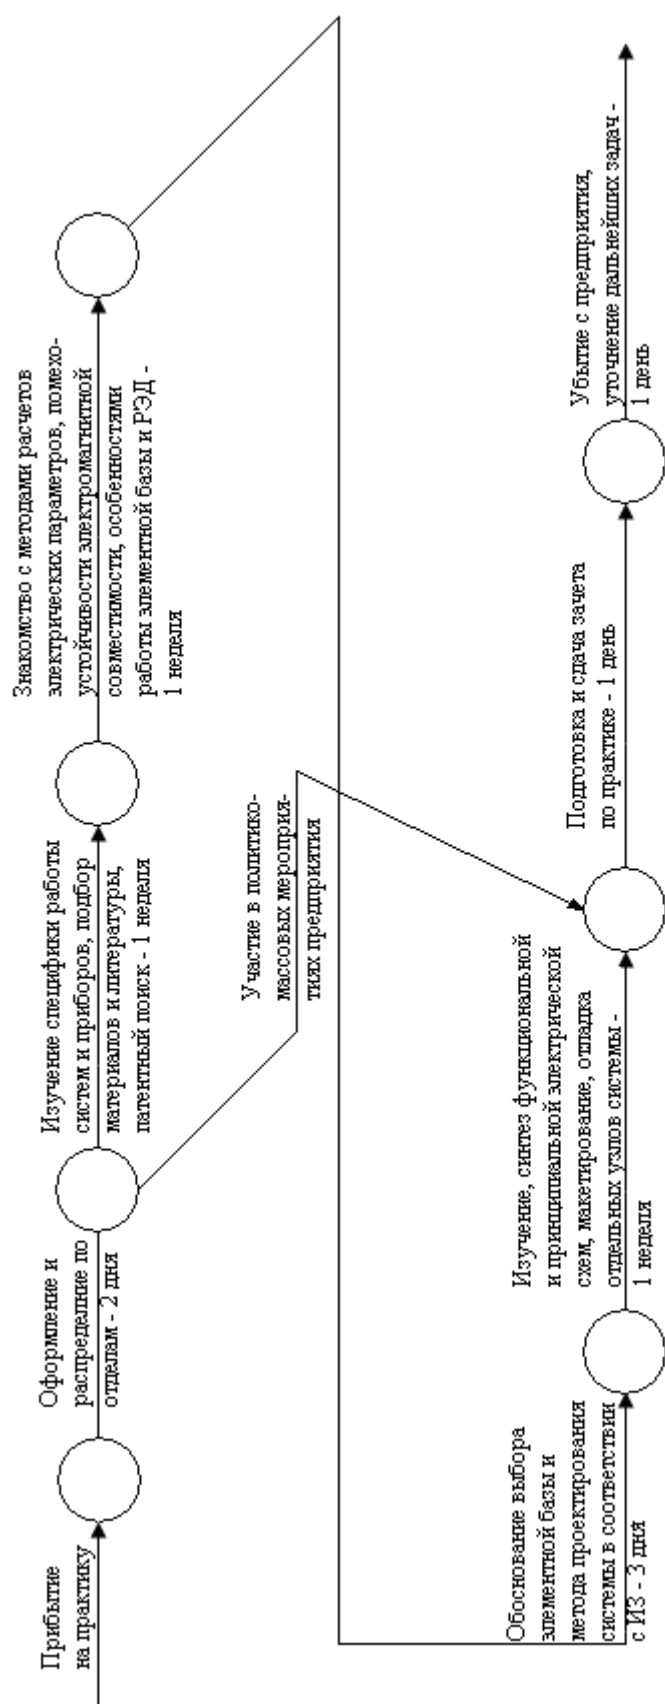 Прибытие
на практику
Оформление и
распредепние по
отделам - 2 дня
Изучение специфики работы
систем и приборов, подбор
материалов и литературы,
патентный поиск - 1 неделя
Знакомство с методами расчетов
электрических параметров, помехо-
устойчивости электромагнитной
совместимости, особенностями
работы элементной базы и РЭД -
1 неделя
Участие в политико-
массовых мероприя-
тиях предприятия
Обоснование выбора
элементной базы и
метода проектирования
системы в соответствии
с ИЗ - 3 дня
Изучение, синтез функциональной
и принципиальной электрической
схем, макетирование, отладка
отдельных узлов системы -
1 неделя
Подготовка и сдача зачета
по практике - 1 день
Убытие с предприятия,
уточнение дальнейших задач -
1 день